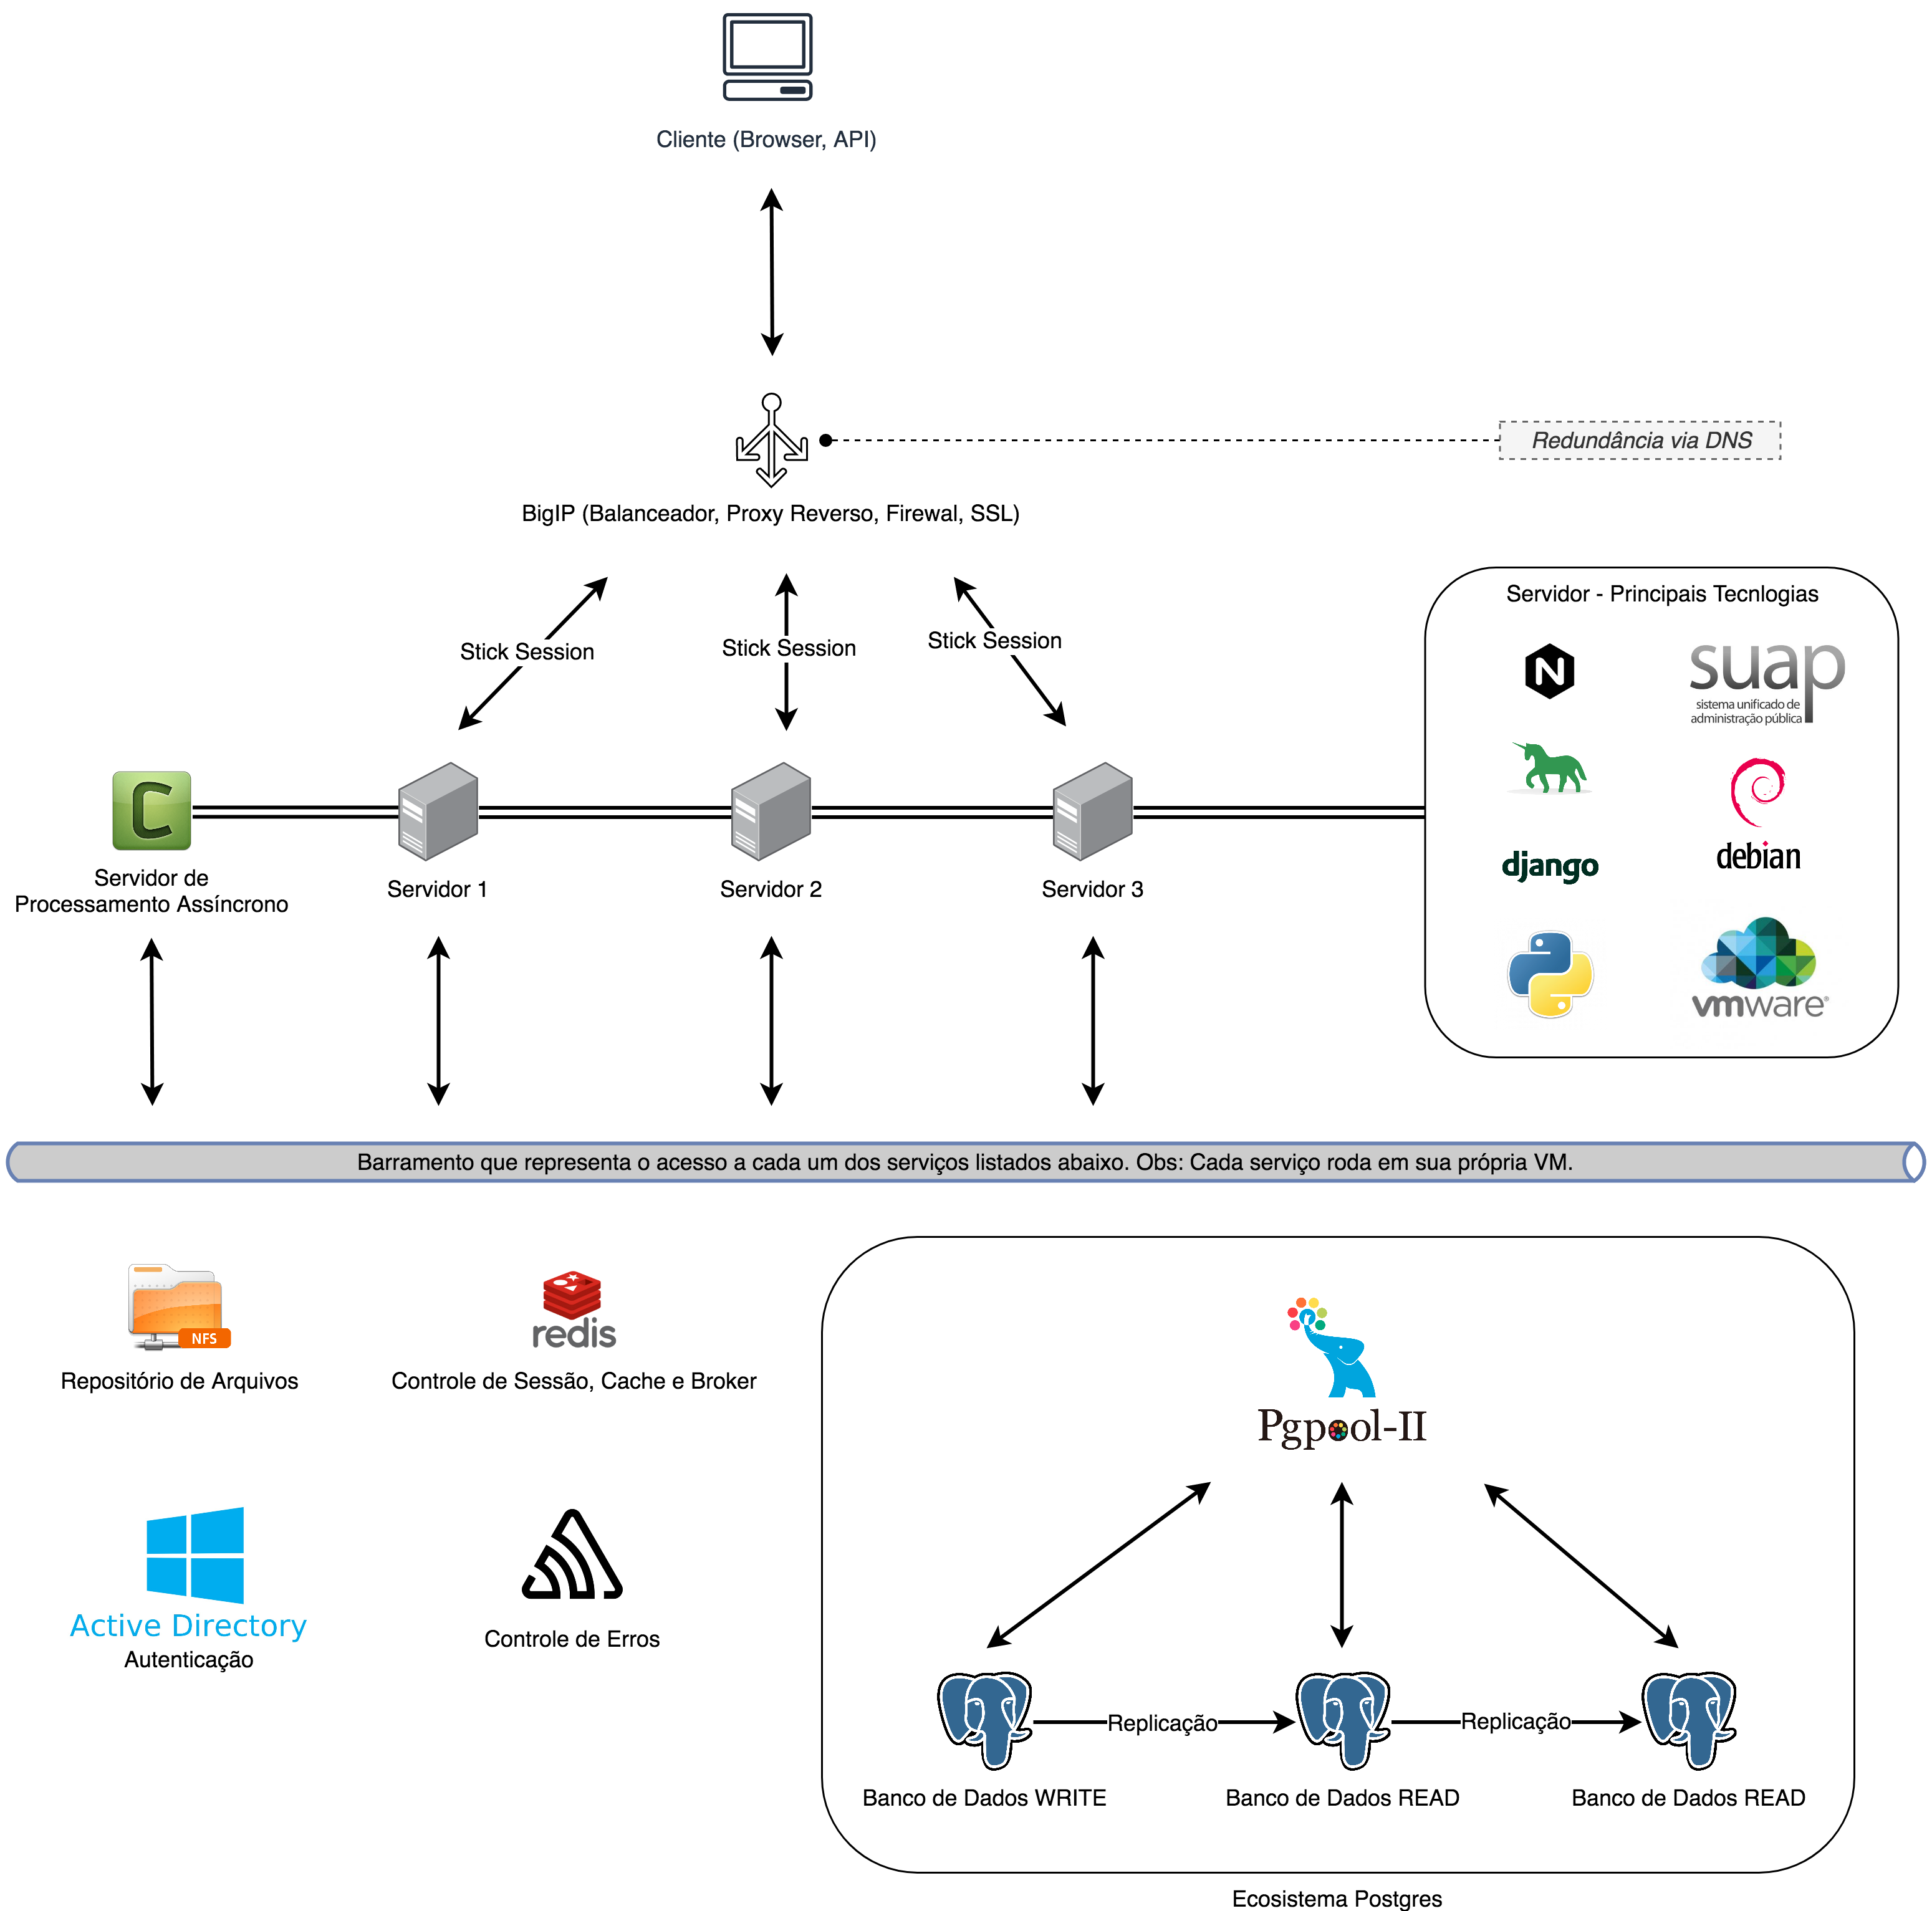 Cliente (Browser, API)
Redundância via DNS
BigIP (Balanceador, Proxy Reverso, Firewal, SSL)
Stick Session
Stick Session
Stick Session
Servidor - Principais Tecnlogias
N
suap
sistema unificado de
administração pública
django
debian
vmware®
C
Servidor de
Processamento Assíncrono
Servidor 1
Servidor 2
Servidor 3
Barramento que representa o acesso a cada um dos serviços listados abaixo. Obs: Cada serviço roda em sua própria VM.
NFS
Repositório de Arquivos
redis
Controle de Sessão, Cache e Broker
Active Directory
Autenticação
Controle de Erros
Pgpool-II
Replicação
Replicação
Banco de Dados WRITE
Banco de Dados READ
Banco de Dados READ
Ecosistema Postgres